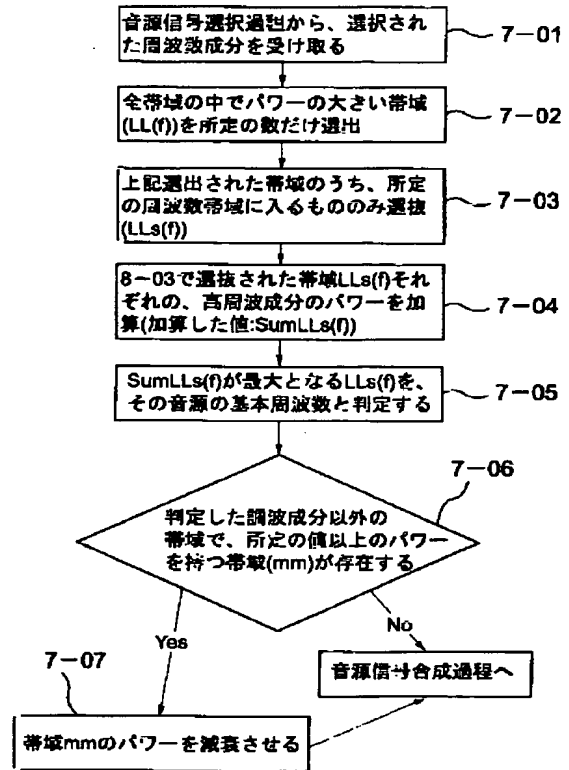 音源信号選択過程から、選択され
た周波数成分を受け取る
7-01
全帯域の中でパワーの大きい帯域
(LL(f))を所定の数だけ選出
7-02
上記選出された帯域のうち、所定
の周波数帯域に入るもののみ選抜
(LLs(f))
7-03
8-03で選抜された帯域LLs(f)それ
ぞれの、高周波成分のパワーを加
算(加算した値:SumLLs(f))
7-04
SumLLs(f)が最大となるLLs(f)を、
その音源の基本周波数と判定する
7-05
7-06
判定した調波成分以外の
帯域で、所定の値以上のパワー
を持つ帯域(mm)が存在する
Yes
No
7-07
音源信号合成過程へ
帯域mmのパワーを減衰させる